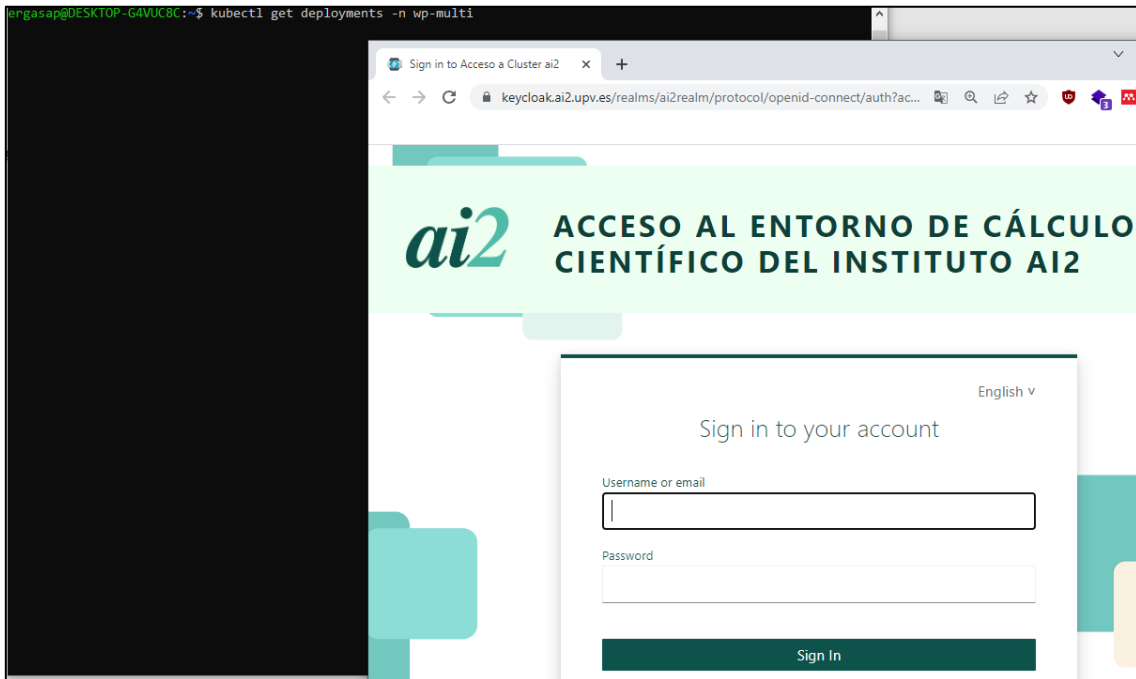 ergasap@DESKTOP-G4VUC8C:~$ kubectl get deployments -n wp-multi
Sign in to Acceso a Cluster ai2
keycloak.ai2.upv.es/realms/ai2realm/protocol/openid-connect/auth?ac...
3
ai2
ACCESO AL ENTORNO DE CÁLCULO
CIENTÍFICO DEL INSTITUTO AI2
English
Sign in to your account
Username or email
Password
Sign In